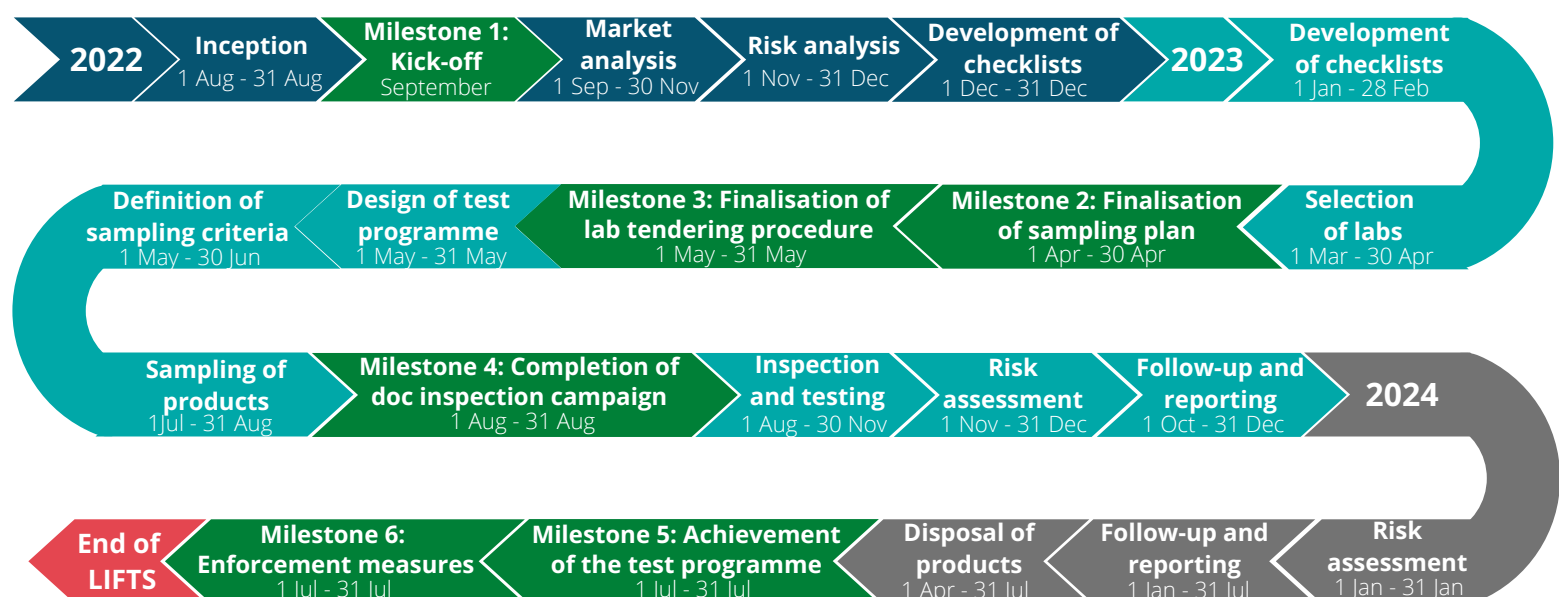 2022
Inception
1 Aug - 31 Aug
Milestone 1:
Kick-off
September
Market
analysis
1 Sep - 30 Nov
Risk analysis
1 Nov - 31 Dec
Development of
checklists
1 Dec - 31 Dec
2023
Development
of checklists
1 Jan - 28 Feb
Selection
of labs
1 Mar - 30 Apr
Milestone 2: Finalisation
of sampling plan
1 Apr - 30 Apr
Milestone 3: Finalisation of
lab tendering procedure
1 May - 31 May
Design of test
programme
1 May - 31 May
Definition of
sampling criteria
1 May - 30 Jun
Sampling of
products
1Jul - 31 Aug
Milestone 4: Completion of
doc inspection campaign
1 Aug - 31 Aug
Inspection
and testing
1 Aug - 30 Nov
Risk
assessment
1 Nov - 31 Dec
Follow-up and
reporting
1 Oct - 31 Dec
2024
Risk
assessment
1 Jan - 31 Jan
Follow-up and
reporting
1 Jan - 31 Jul
Disposal of
products
1 Apr - 31 Jul
Milestone 5: Achievement
of the test programme
1 Jul - 31 Jul
Milestone 6:
Enforcement measures
1 Jul - 31 Jul
End of
LIFTS